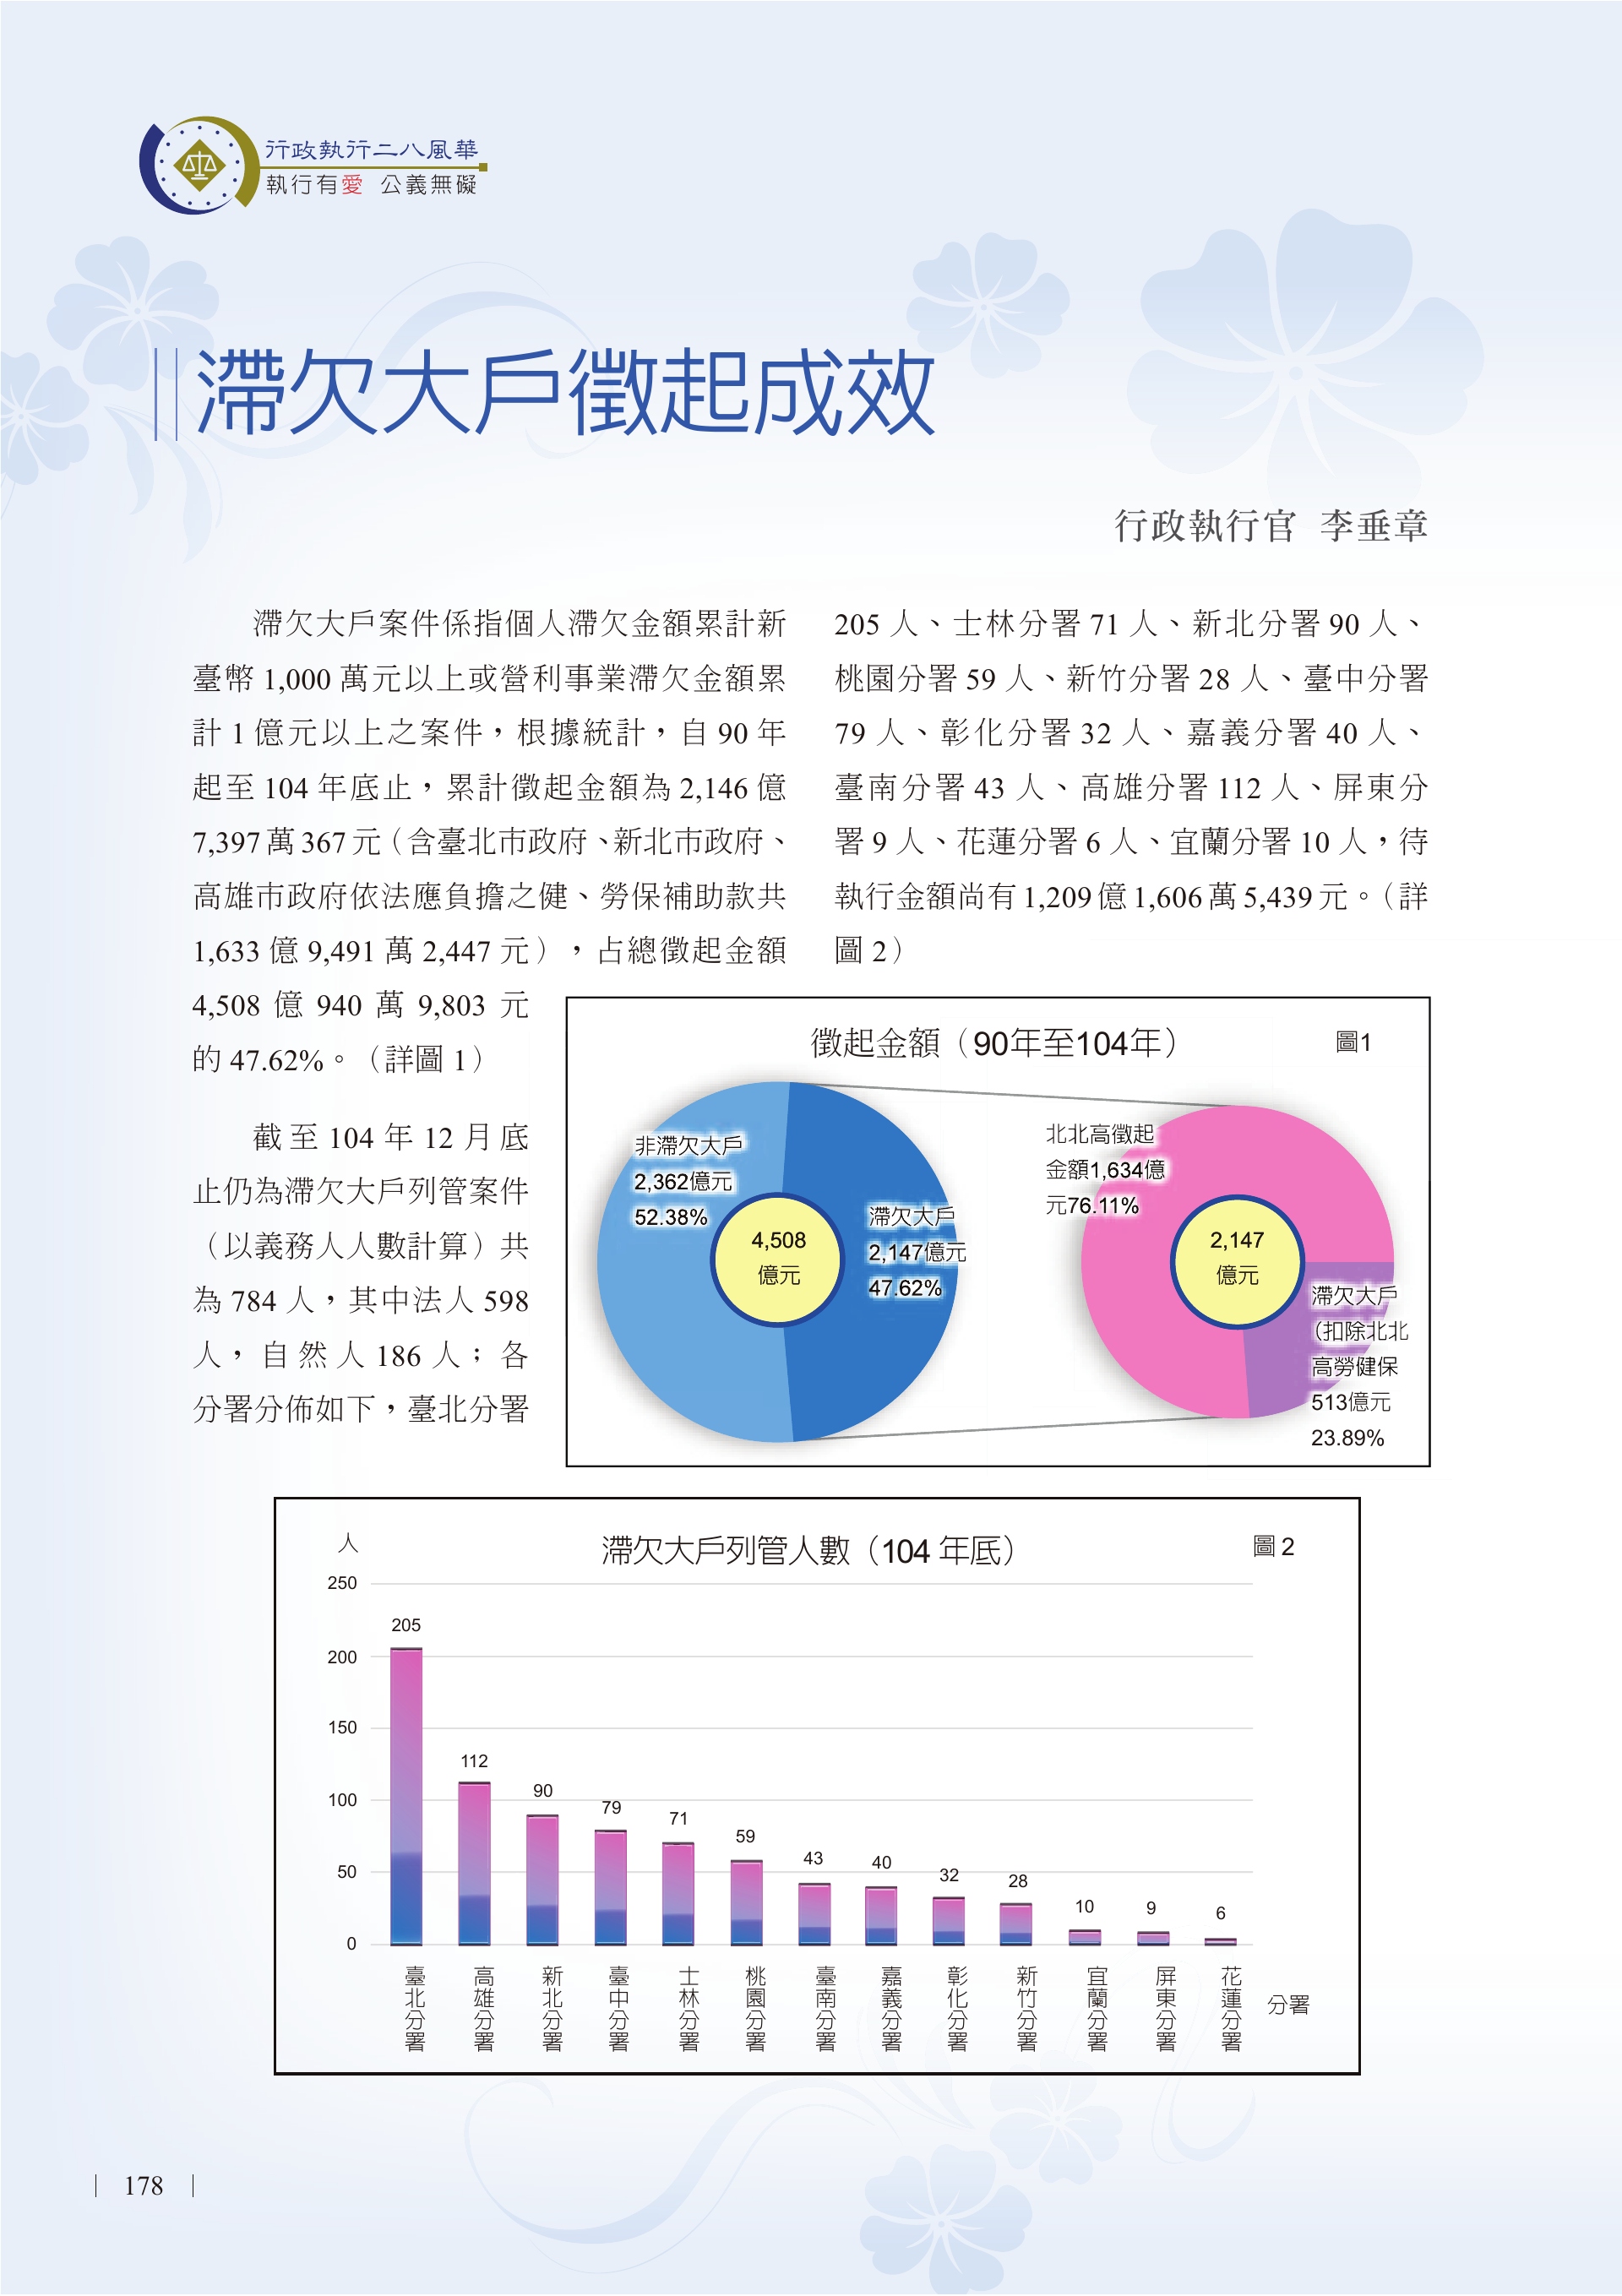 行政執行二八風華
執行有愛 公義無礙
滯欠大戶徵起成效
行政執行官 李垂章
滯欠大戶案件係指個人滯欠金額累計新
臺幣 1,000 萬元以上或營利事業滯欠金額累
計 1 億元以上之案件，根據統計，自 90 年
起至 104 年底止，累計徵起金額為 2,146 億
7,397 萬 367 元（含臺北市政府、新北市政府、
高雄市政府依法應負擔之健、勞保補助款共
1,633 億 9,491 萬 2,447 元），占總徵起金額
4,508 億 940 萬 9,803 元
的 47.62%。（詳圖 1）
截至 104 年 12 月底
止仍為滯欠大戶列管案件
（以義務人人數計算）共
為 784 人，其中法人 598
人，自然人 186 人；各
分署分佈如下，臺北分署
205 人、士林分署 71 人、新北分署 90 人、
桃園分署 59 人、新竹分署 28 人、臺中分署
79 人、彰化分署 32 人、嘉義分署 40 人、
臺南分署 43 人、高雄分署 112 人、屏東分
署 9 人、花蓮分署 6 人、宜蘭分署 10 人，待
執行金額尚有 1,209 億 1,606 萬 5,439 元。（詳
圖 2）
徵起金額（90年至104年）
圖1
非滯欠大戶
2,362億元
52.38%
4,508
億元
滯欠大戶
2,147億元
47.62%
北北高徵起
金額1,634億
元76.11%
2,147
億元
滯欠大戶
（扣除北北
高勞健保
513億元
23.89%
人
滯欠大戶列管人數（104 年底）
圖 2
250
200
150
100
50
0
205
112
90
79
71
59
43
40
32
28
10
9
6
臺北分署
高雄分署
新北分署
臺中分署
士林分署
桃園分署
臺南分署
嘉義分署
彰化分署
新竹分署
宜蘭分署
屏東分署
花蓮分署
分署
178